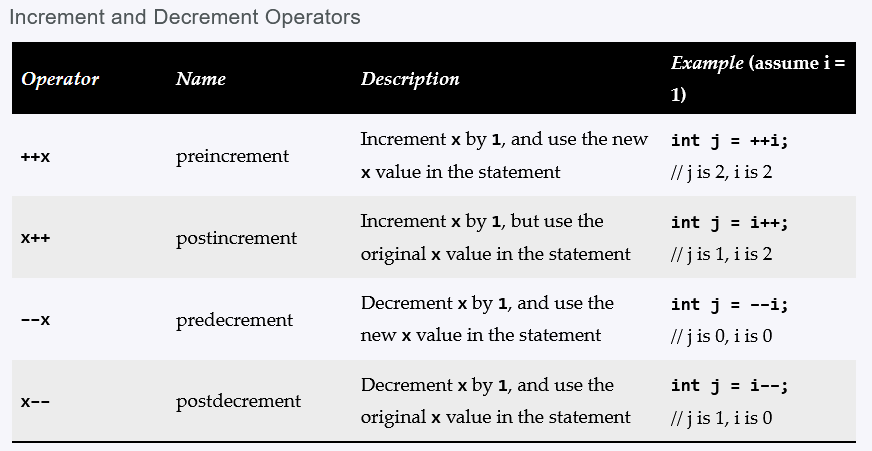 Increment and Decrement Operators
Operator Name Description Example (assume i =
1)
++x preincrement Increment x by 1, and use the new int j = ++i;
x value in the statement // j is 2, i is 2
x++ postincrement Increment x by 1, but use the int j = i++;
original x value in the statement // j is 1, i is 2
--x predecrement Decrement x by 1, and use the int j = --i;
new x value in the statement // j is 0, i is 0
x-- postdecrement Decrement x by 1, and use the int j = i--;
original x value in the statement // j is 1, i is 0